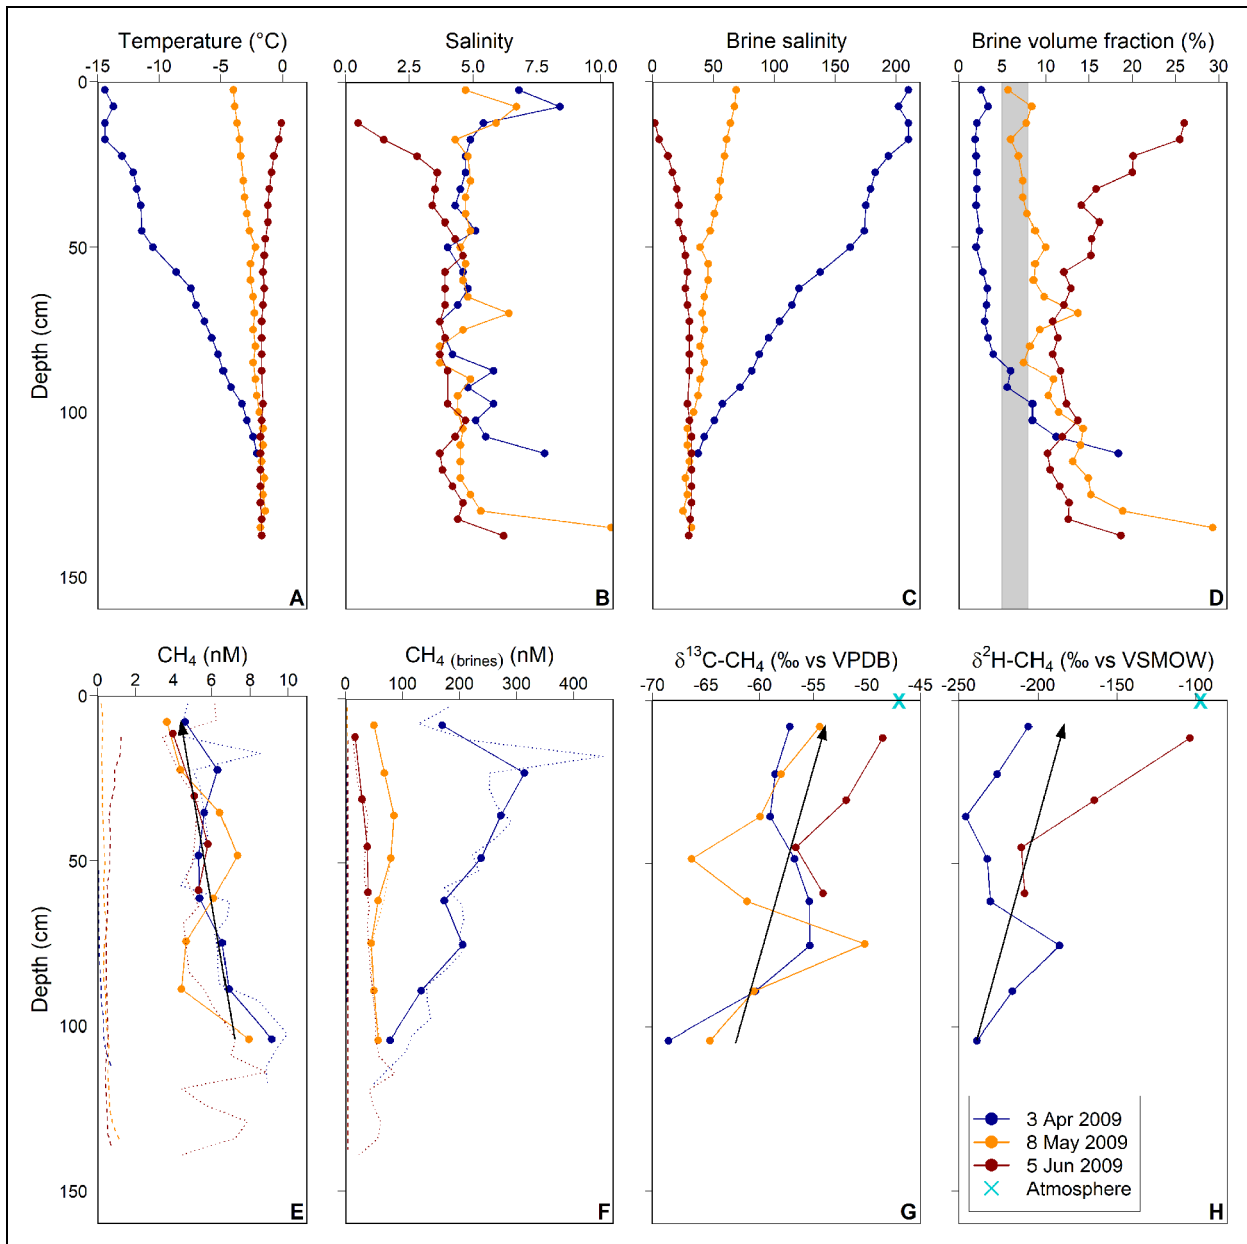 Temperature (°C) Salinity Brine salinity Brine volume fraction (%)
-15 -10 -5 0 0.0 2.5 5.0 7.5 10.0 0 50 100 150 200 0 5 10 15 20 25 30
0
50
100
150
Depth (cm)
A B C D
CH4 (nM) CH4 (brines) (nM) δ13C-CH4 (‰ vs VPDB) δ2H-CH4 (‰ vs VSMOW)
0 2 4 6 8 10 0 100 200 300 400 -70 -65 -60 -55 -50 -45 -250 -200 -150 -100
0
50
100
150
Depth (cm)
3 Apr 2009
8 May 2009
5 Jun 2009
Atmosphere
E F G H